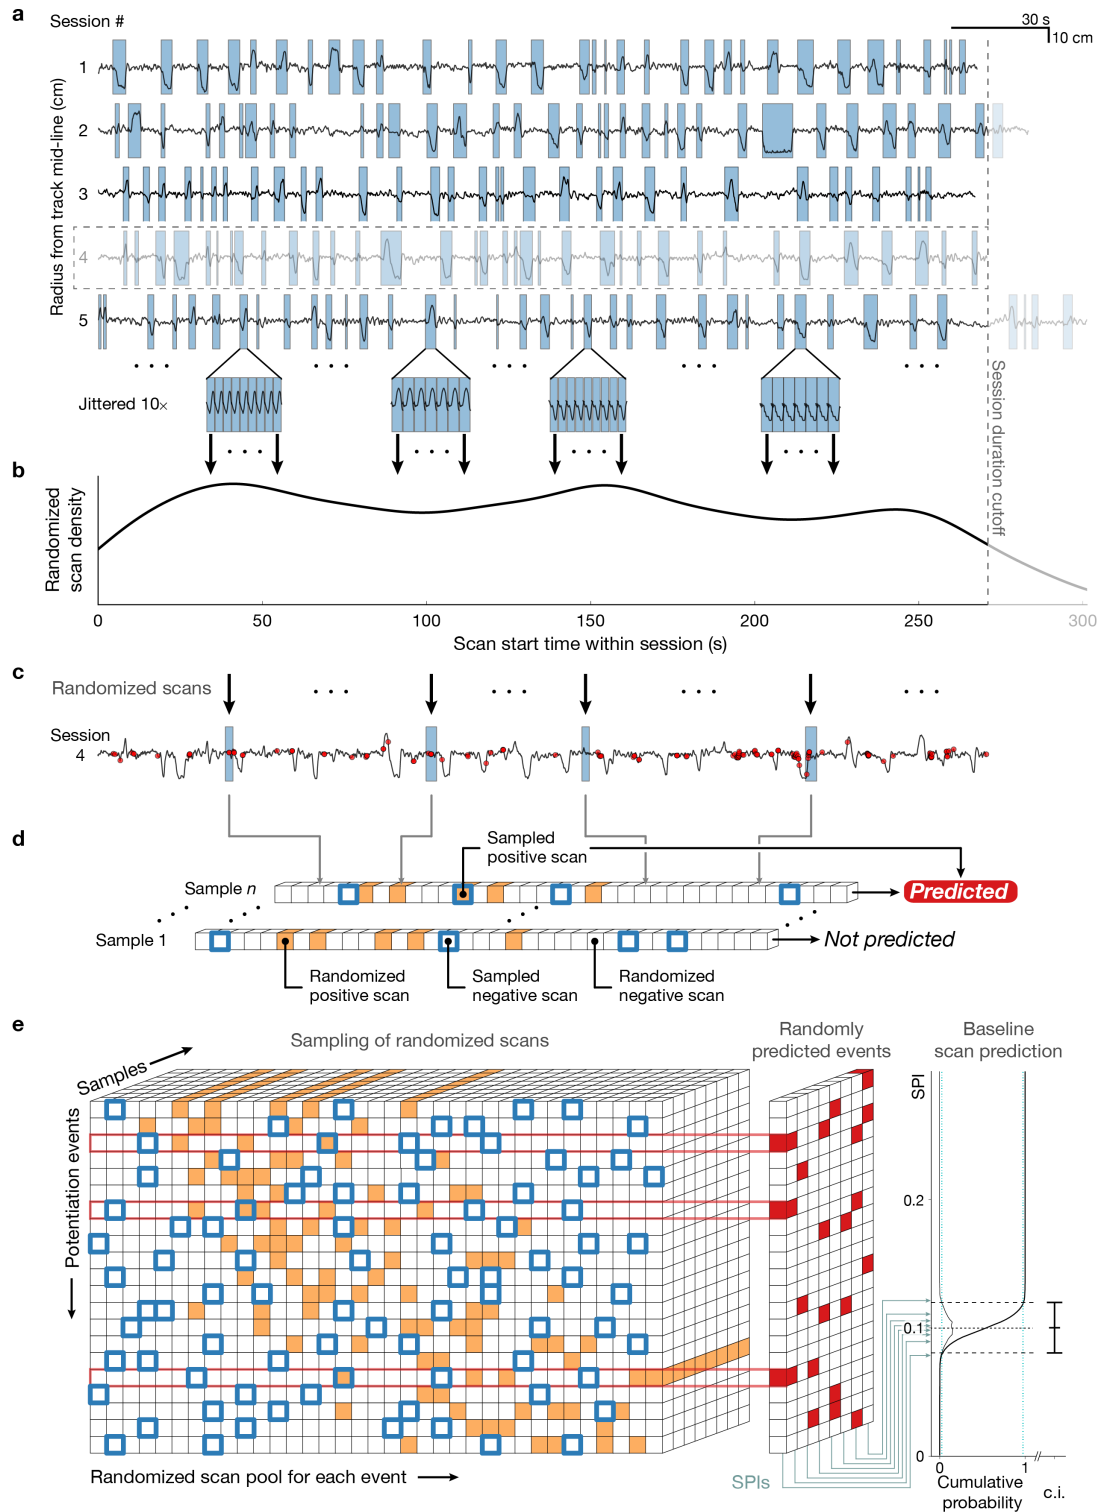 a
Session #
30 s
10 cm
Radius from track mid-line (cm)
1
2
3
4
5
Jittered 10×
Session duration cutoff
b
Randomized
scan density
0
50
100
150
200
250
300
Scan start time within session (s)
c
Randomized scans
Session
4
d
Sampled
positive scan
Sample n
Predicted
Sample 1
Not predicted
Randomized
positive scan
Sampled
negative scan
Randomized
negative scan
e
Sampling of randomized scans
Randomly
predicted events
Baseline
scan prediction
Samples
Potentiation events
SPI
0.2
0.1
0
0
1
Randomized scan pool for each event
SPIs
Cumulative
probability
c.i.